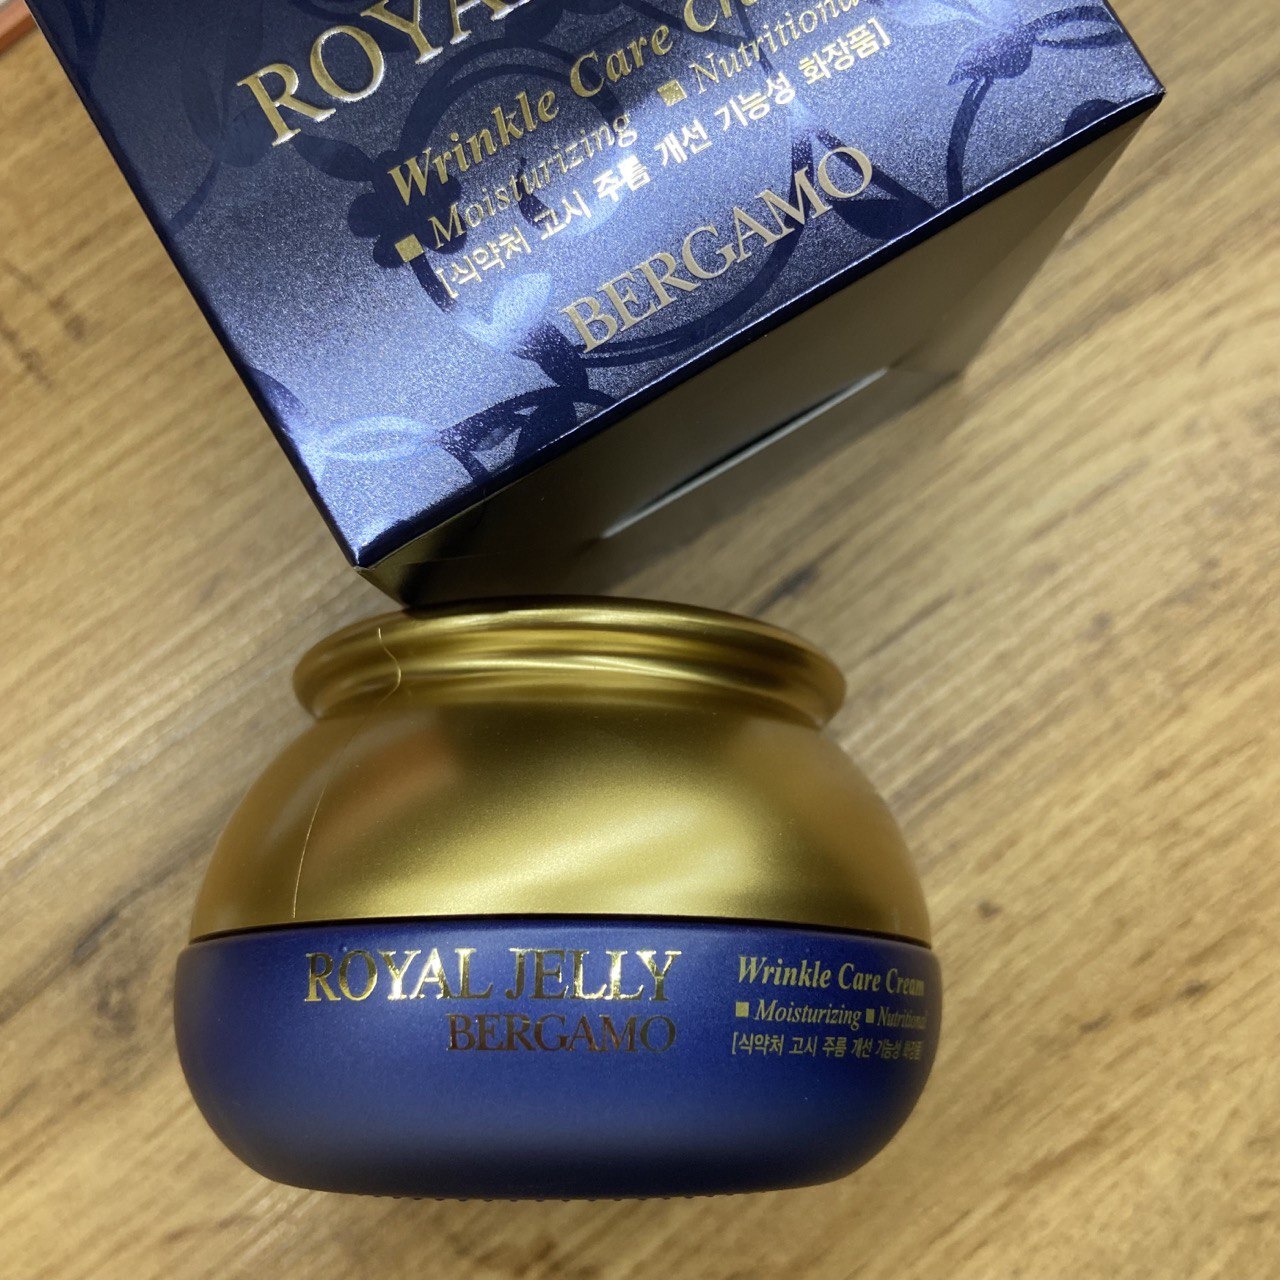 ROYA
Wrinkle Care Cr
■ Moisturizing ■ Nutritional
[식약처 고시 주름 개선 기능성 화장품]
BERGAMO
ROYAL JELLY
BERGAMO
Wrinkle Care Cream
■ Moisturizing ■ Nutritional
[식약처 고시 주름 개선 기능성 화장품]